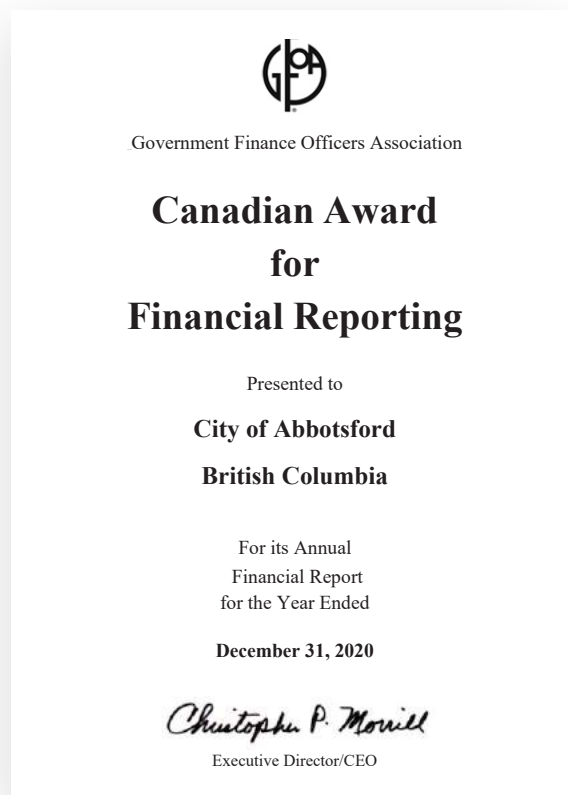 GFOA
Government Finance Officers Association
Canadian Award
for
Financial Reporting
Presented to
City of Abbotsford
British Columbia
For its Annual
Financial Report
for the Year Ended
December 31, 2020
Christopher P. Morrill
Executive Director/CEO